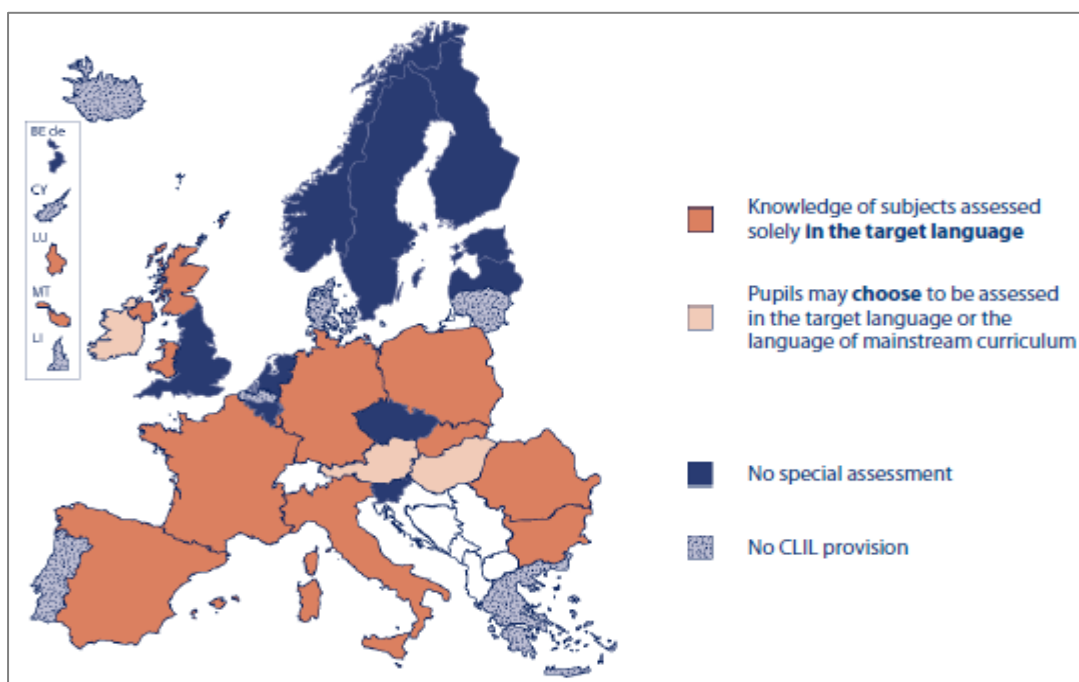 BE de
CY
LU
MT
LI
Knowledge of subjects assessed
solely in the target language
Pupils may choose to be assessed
in the target language or the
language of mainstream curriculum
No special assessment
No CLIL provision